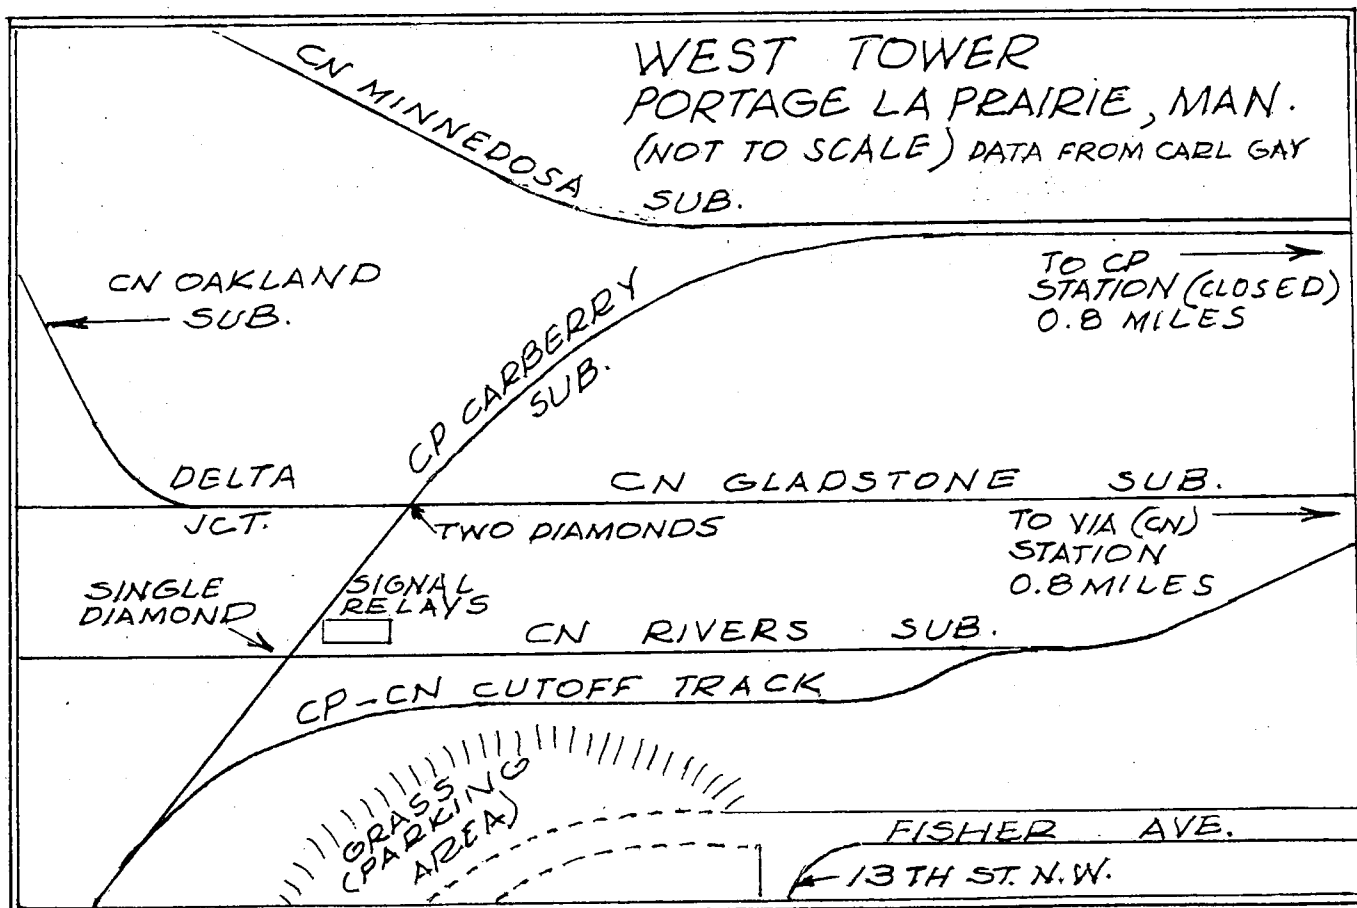 WEST TOWER
PORTAGE LA PRAIRIE, MAN.
(NOT TO SCALE) DATA FROM CARL GAY
CN MINNEDOSA
SUB.
CN OAKLAND
SUB.
TO CP
STATION (CLOSED)
0.8 MILES
CP CARBERRY
SUB.
DELTA
JCT.
CN GLADSTONE SUB.
TWO DIAMONDS
TO VIA (CN)
STATION
0.8 MILES
SINGLE
DIAMOND
SIGNAL
RELAYS
CN RIVERS SUB.
CP-CN CUTOFF TRACK
GRASS
(PARKING
AREA)
FISHER AVE.
13TH ST. N.W.